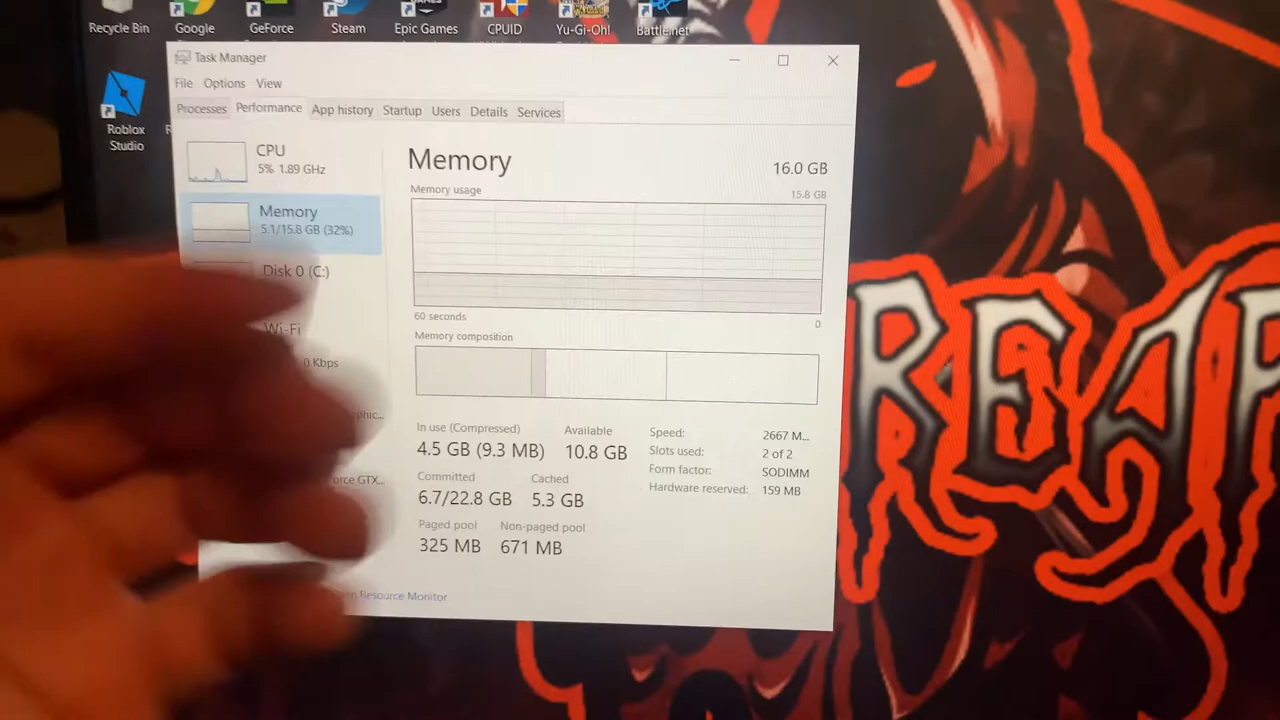 Recycle Bin
Google
GeForce
Steam
Epic Games
CPUID
Yu-Gi-Oh!
Battle.net
Roblox
Studio
Task Manager
File Options View
Processes Performance App history Startup Users Details Services
CPU
5% 1.89 GHz
Memory
5.1/15.8 GB (32%)
Disk 0 (C:)
Wi-Fi
0 Kbps
Memory
16.0 GB
Memory usage
15.8 GB
60 seconds
0
Memory composition
In use (Compressed)
4.5 GB (9.3 MB)
Available
10.8 GB
Committed
6.7/22.8 GB
Cached
5.3 GB
Paged pool
325 MB
Non-paged pool
671 MB
Speed: 2667 M...
Slots used: 2 of 2
Form factor: SODIMM
Hardware reserved: 159 MB
Resource Monitor